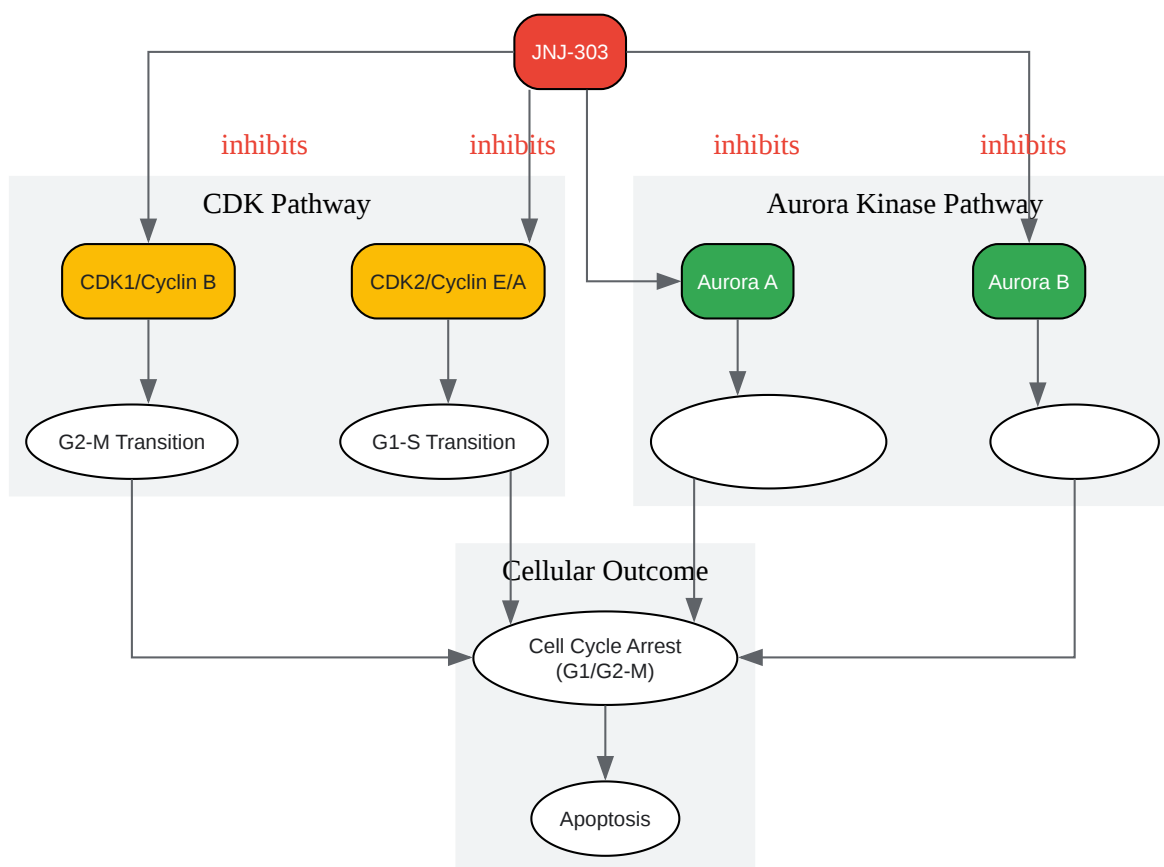 JNJ-303
inhibits
inhibits
inhibits
inhibits
CDK Pathway
Aurora Kinase Pathway
CDK1/Cyclin B
CDK2/Cyclin E/A
Aurora A
Aurora B
G2-M Transition
G1-S Transition
Cellular Outcome
Cell Cycle Arrest
(G1/G2-M)
Apoptosis